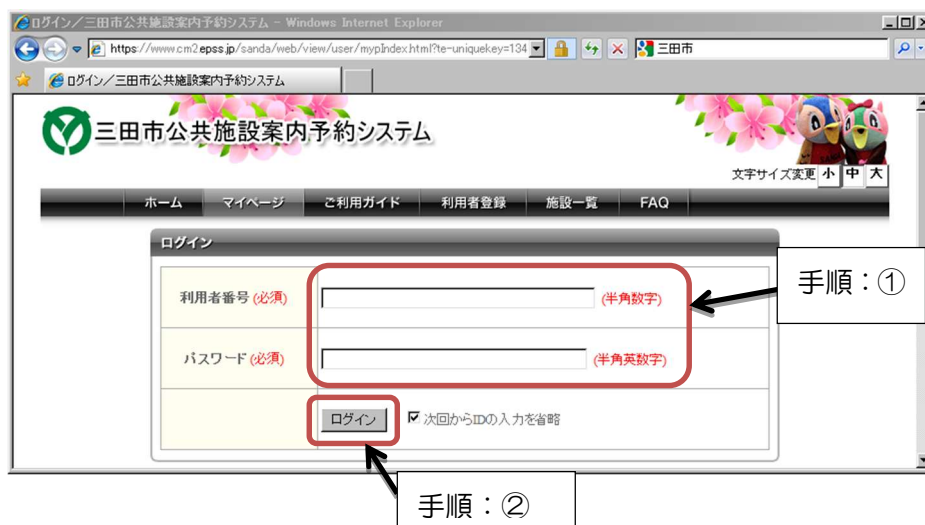 ログイン／三田市公共施設案内予約システム - Windows Internet Explorer
https://www.cm2.epss.jp/sanda/web/view/user/mypIndex.html?te-uniquekey=134
三田市
ログイン／三田市公共施設案内予約システム
三田市公共施設案内予約システム
文字サイズ変更 小 中 大
ホーム マイページ ご利用ガイド 利用者登録 施設一覧 FAQ
ログイン
利用者番号 (必須) (半角数字)
手順：①
パスワード (必須) (半角英数字)
ログイン 次回からIDの入力を省略
手順：②